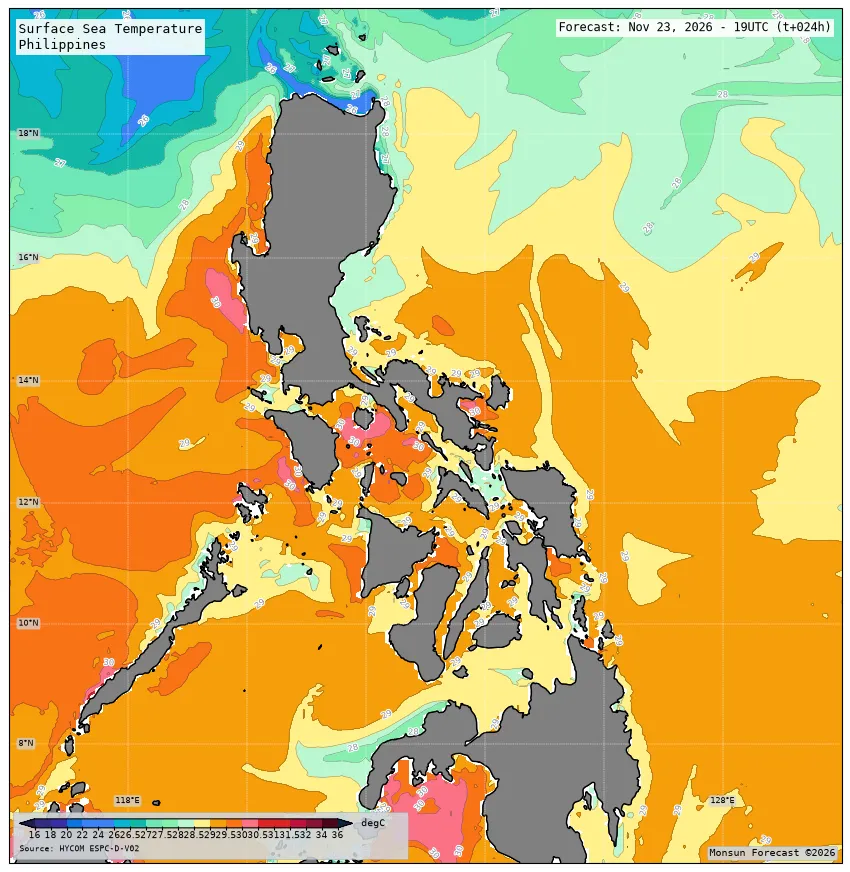 Surface Sea Temperature
Philippines
Forecast: Nov 23, 2026 - 19UTC (t+024h)
18°N
16°N
14°N
12°N
10°N
8°N
118°E
128°E
degC
16 18 20 22 24 26 26.5 27 27.5 28 28.5 29 29.5 30 30.5 31 31.5 32 34 36
Source: HYCOM ESPC-D-V02
Monsun Forecast ©2026